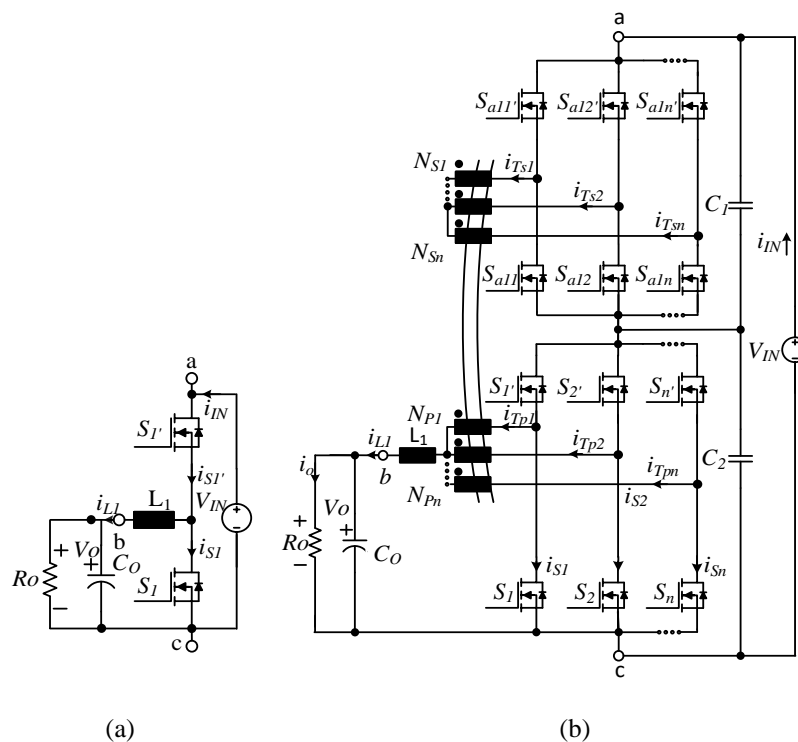 a
S1'
iIN
iS1'
VIN
iL1
L1
b
iS1
+
VO
+
CO
RO
–
S1
c
(a)
a
Sa11'
Sa12'
Sa1n'
NS1
iTs1
iTs2
iTsn
NSn
C1
iIN
Sa11
Sa12
Sa1n
VIN
S1'
S2'
Sn'
NP1
iTp1
iL1
L1
iTp2
io
b
iTpn
NPn
C2
iS2
+
VO
+
RO
CO
–
iS1
iSn
S1
S2
Sn
c
(b)